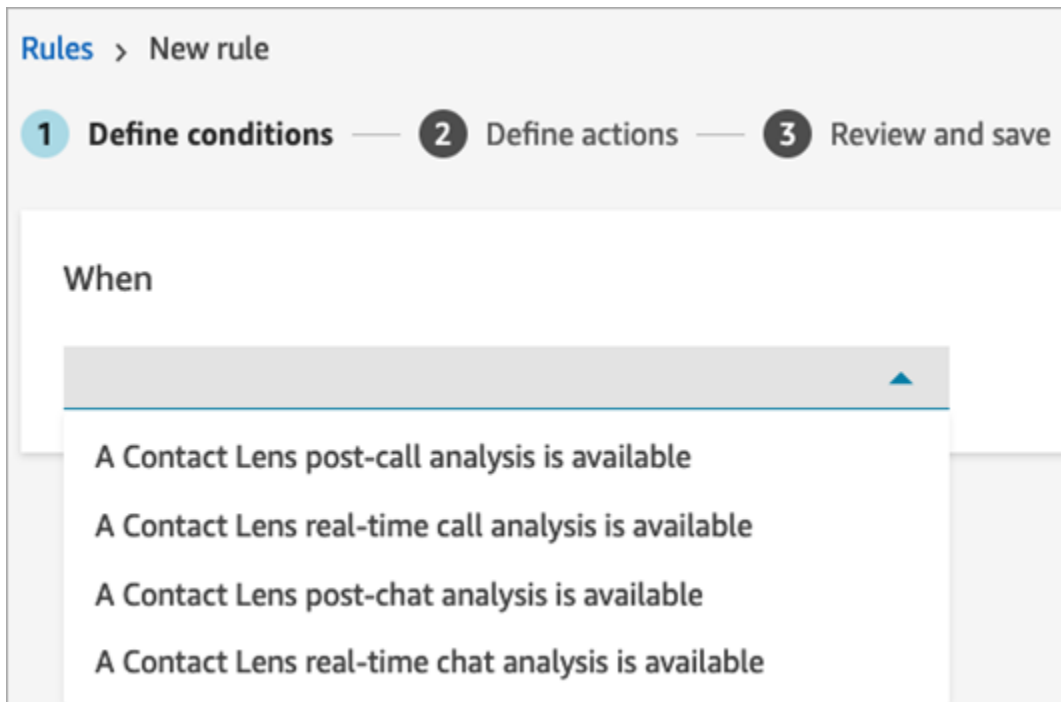 Rules > New rule
1 Define conditions 2 Define actions 3 Review and save
When
A Contact Lens post-call analysis is available
A Contact Lens real-time call analysis is available
A Contact Lens post-chat analysis is available
A Contact Lens real-time chat analysis is available